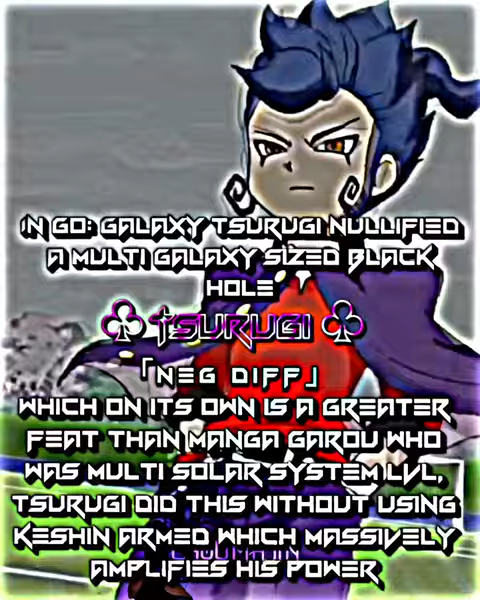 IN GO: GALAXY TSURUGI NULLIFIED
A MULTI GALAXY SIZED BLACK
HOLE
♣ TSURUGI ♣
「NEG DIFF」
WHICH ON ITS OWN IS A GREATER
FEAT THAN MANGA GAROU WHO
WAS MULTI SOLAR SYSTEM LVL,
TSURUGI DID THIS WITHOUT USING
KESHIN ARMED WHICH MASSIVELY
AMPLIFIES HIS POWER